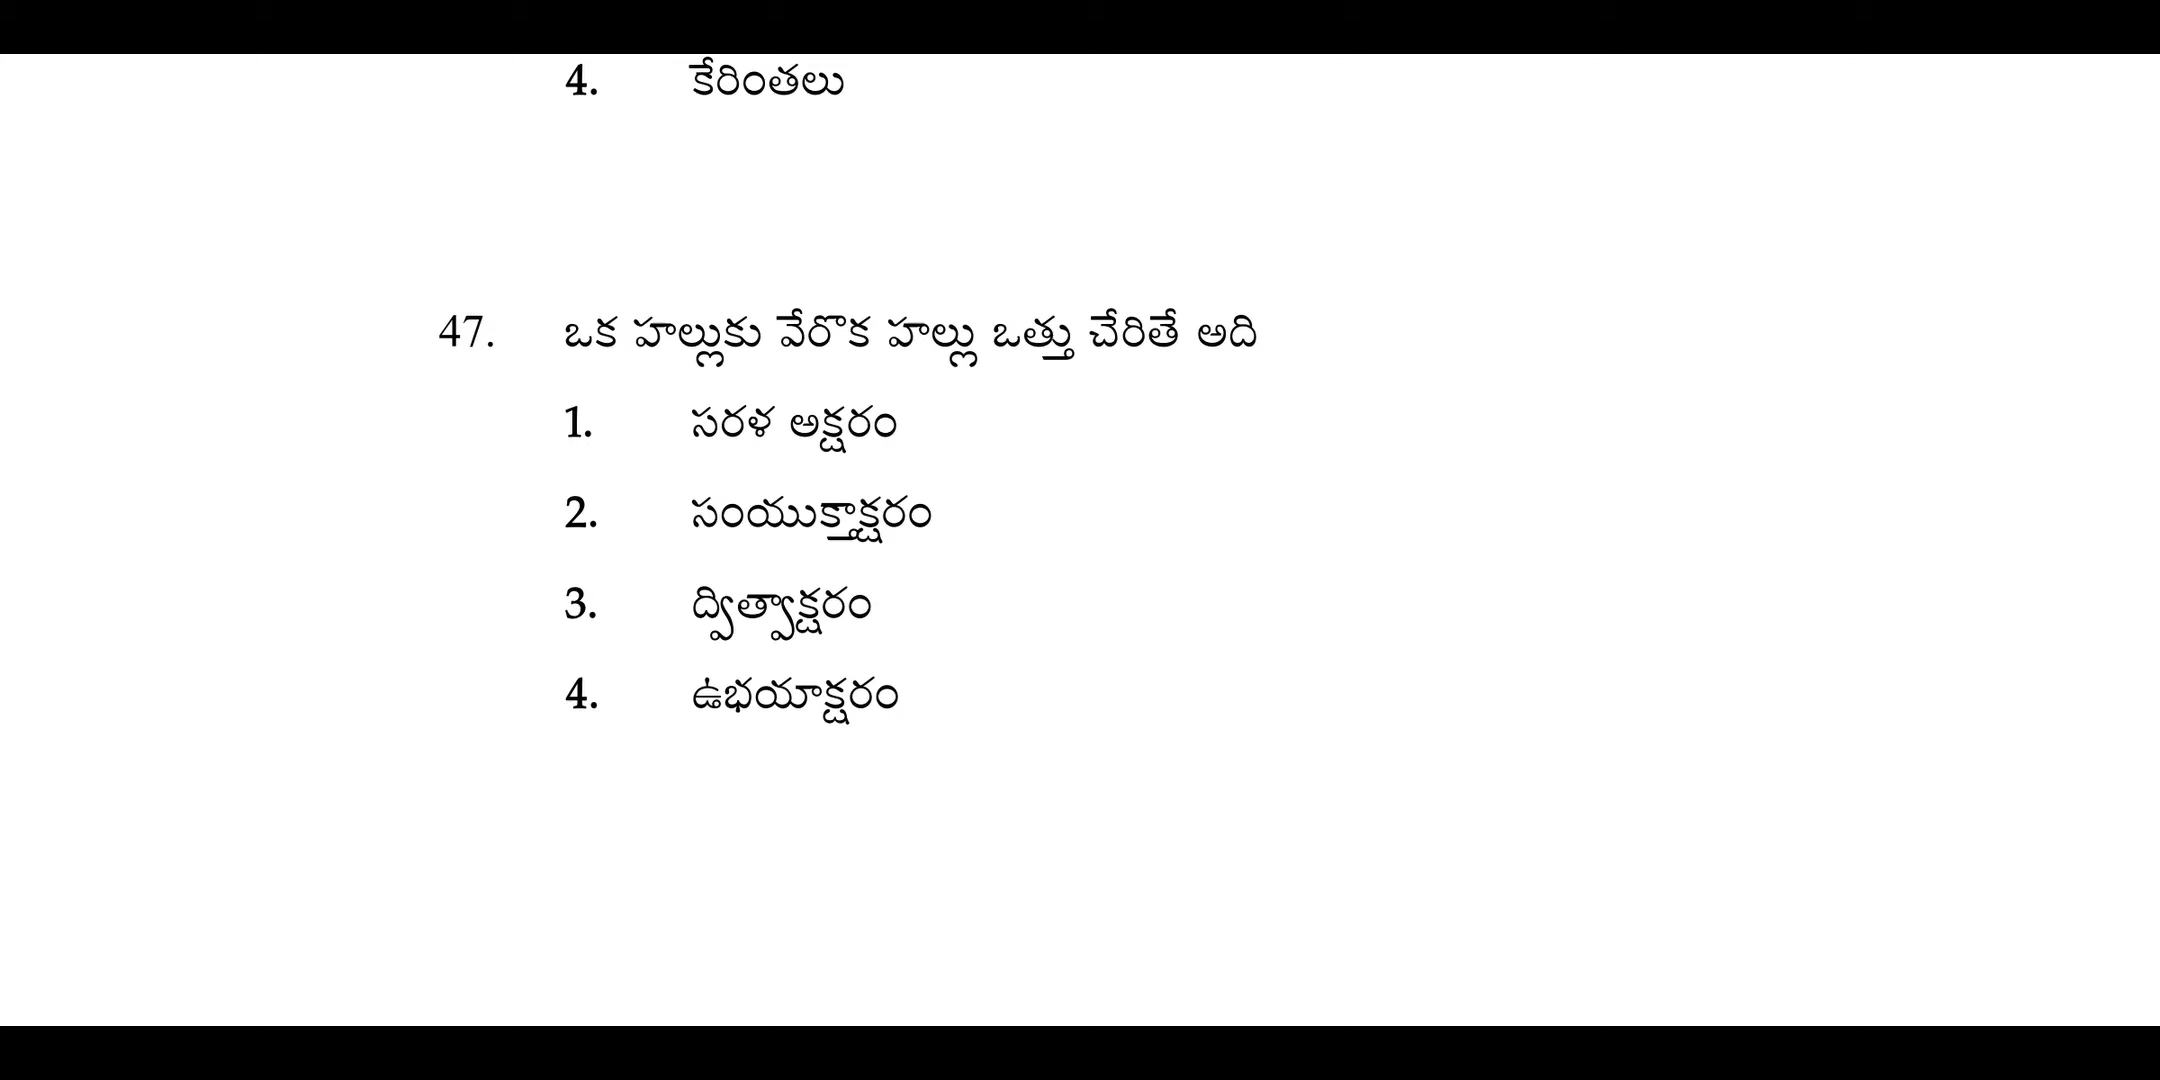 4. కేరింతలు
47. ఒక హల్లుకు వేరొక హల్లు ఒత్తు చేరితే అది
1. సరళ అక్షరం
2. సంయుక్తాక్షరం
3. ద్విత్వాక్షరం
4. ఉభయాక్షరం